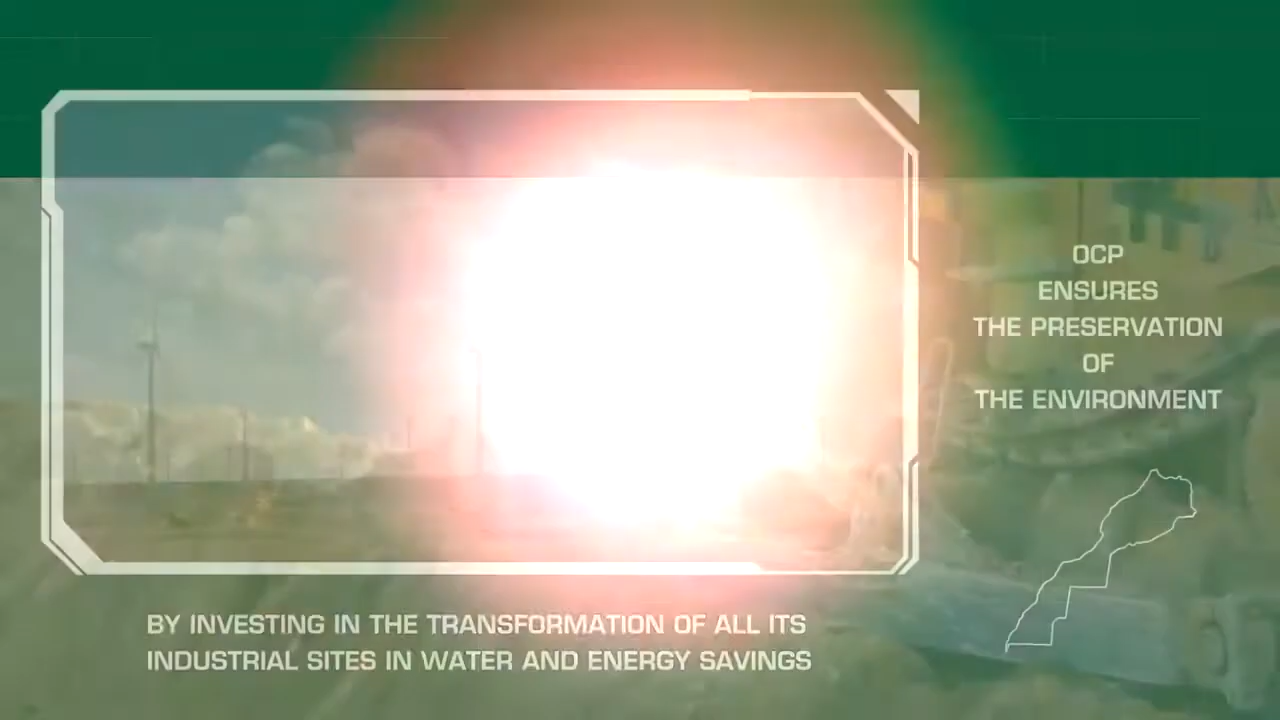 OCP
ENSURES
THE PRESERVATION
OF
THE ENVIRONMENT
BY INVESTING IN THE TRANSFORMATION OF ALL ITS
INDUSTRIAL SITES IN WATER AND ENERGY SAVINGS